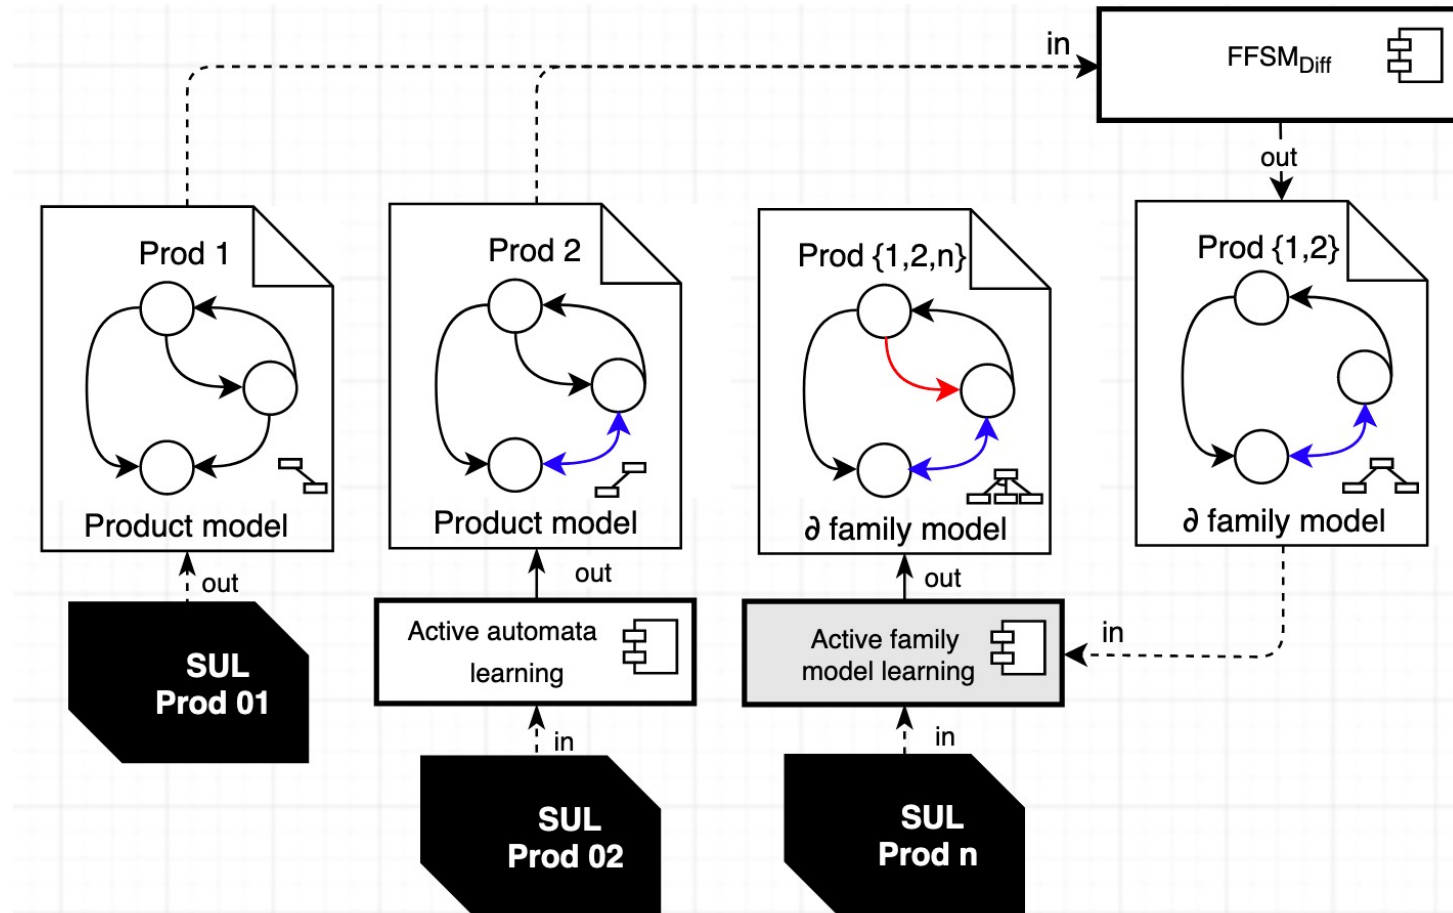 in
FFSMDiff
out
Prod 1
Product model
out
SUL
Prod 01
Prod 2
Product model
out
Active automata
learning
in
SUL
Prod 02
Prod {1,2,n}
∂ family model
out
Active family
model learning
in
SUL
Prod n
Prod {1,2}
∂ family model
in